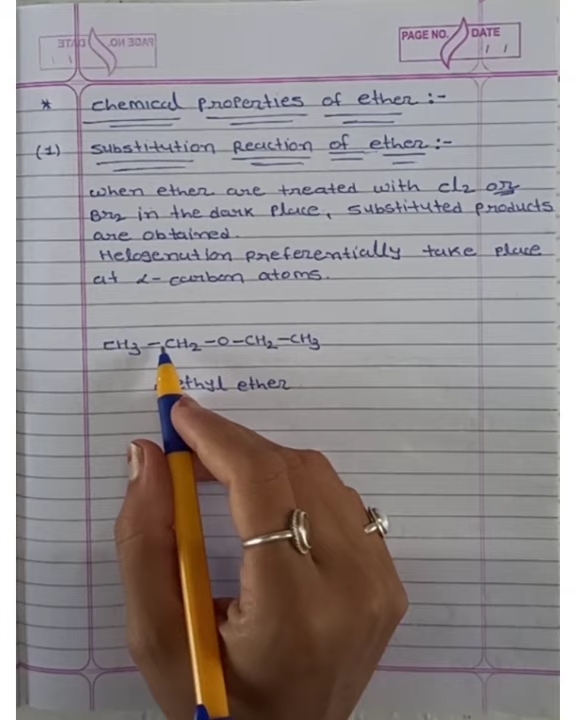 PAGE NO. DATE
* Chemical Properties of ether :-
(1) Substitution Reaction of ether :-
when ether are treated with Cl2 or
Br2 in the dark place, substituted products
are obtained.
Helogenution preferentially take place
at α- carbon atoms.
CH3 - CH2 - O - CH2 - CH3
ethyl ether